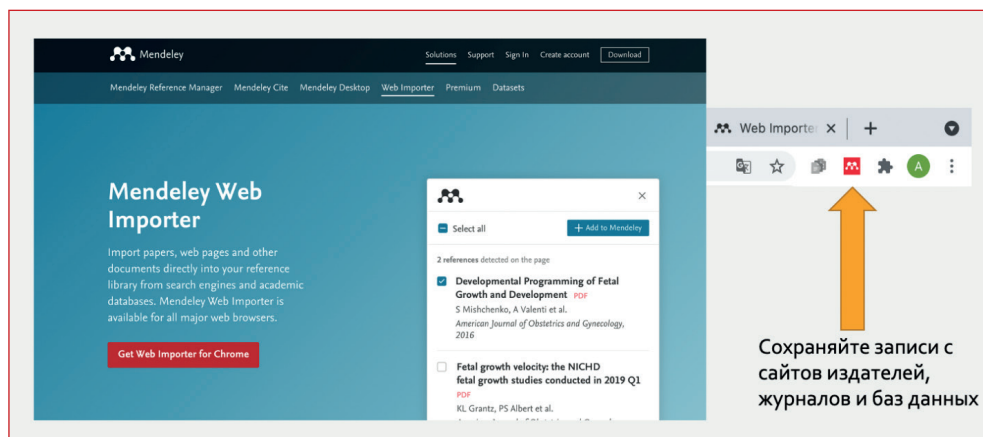 Mendeley
Solutions Support Sign In Create account Download
Mendeley Reference Manager Mendeley Cite Mendeley Desktop Web Importer Premium Datasets
Mendeley Web
Importer
Import papers, web pages and other
documents directly into your reference
library from search engines and academic
databases. Mendeley Web Importer is
available for all major web browsers.
Get Web Importer for Chrome
Select all + Add to Mendeley
2 references detected on the page
Developmental Programming of Fetal
Growth and Development PDF
S Mishchenko, A Valenti et al.
American Journal of Obstetrics and Gynecology,
2016
Fetal growth velocity: the NICHD
fetal growth studies conducted in 2019 Q1
PDF
KL Grantz, PS Albert et al.
Web Importe
A
Сохраняйте записи с
сайтов издателей,
журналов и баз данных